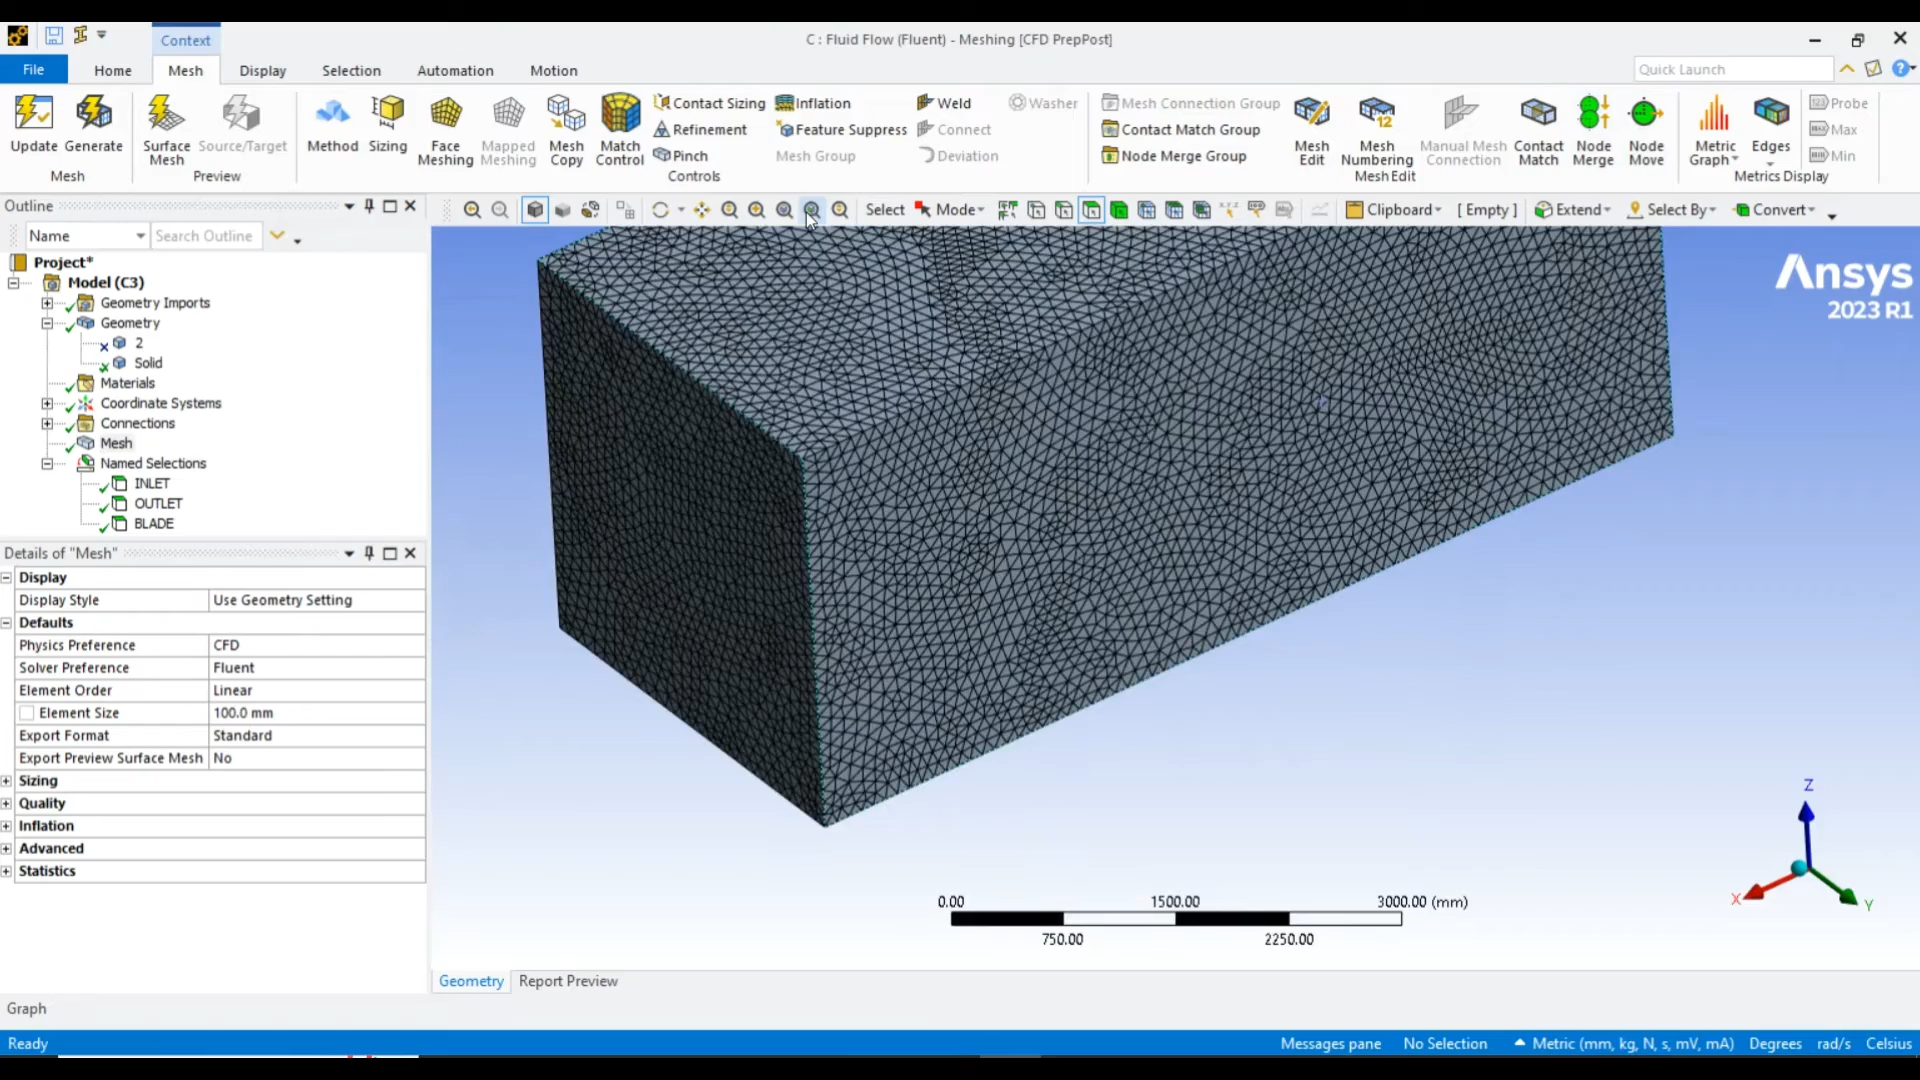 Context
C : Fluid Flow (Fluent) - Meshing [CFD PrepPost]
File Home Mesh Display Selection Automation Motion
Quick Launch
Update Generate
Mesh
Surface Mesh Source/Target
Preview
Method Sizing Face Meshing Mapped Meshing Mesh Copy Match Control
Contact Sizing Inflation Weld Washer
Refinement Feature Suppress Connect
Pinch Mesh Group Deviation
Controls
Mesh Connection Group
Contact Match Group
Node Merge Group
Mesh Edit Mesh Numbering Manual Mesh Connection Contact Match Node Merge Node Move
Mesh Edit
Metric Graph Edges
Probe
Max
Min
Metrics Display
Outline
Select Mode Clipboard [ Empty ] Extend Select By Convert
Name Search Outline
Project*
Model (C3)
Geometry Imports
Geometry
2
Solid
Materials
Coordinate Systems
Connections
Mesh
Named Selections
INLET
OUTLET
BLADE
Details of "Mesh"
Display
Display Style Use Geometry Setting
Defaults
Physics Preference CFD
Solver Preference Fluent
Element Order Linear
Element Size 100.0 mm
Export Format Standard
Export Preview Surface Mesh No
Sizing
Quality
Inflation
Advanced
Statistics
Ansys
2023 R1
Z
X
Y
0.00 1500.00 3000.00 (mm)
750.00 2250.00
Geometry Report Preview
Graph
Ready Messages pane No Selection Metric (mm, kg, N, s, mV, mA) Degrees rad/s Celsius